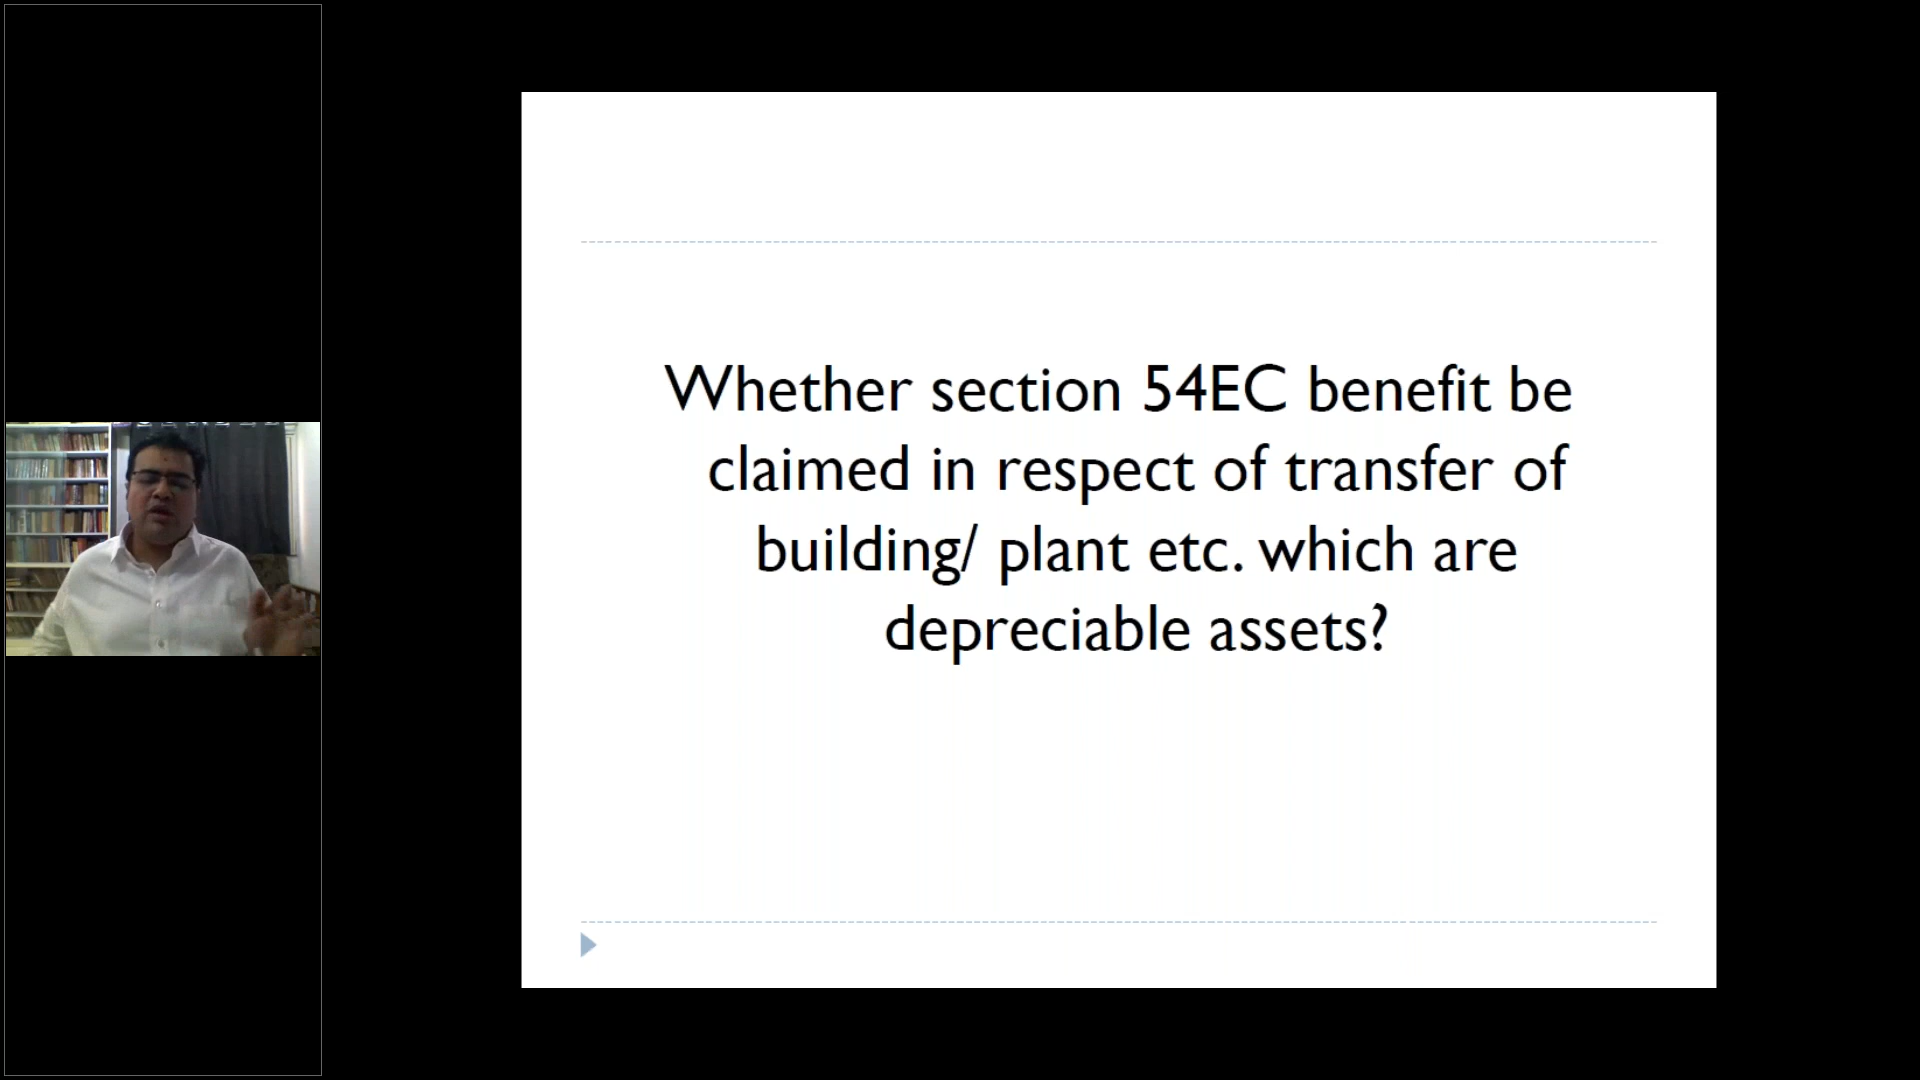 Whether section 54EC benefit be
claimed in respect of transfer of
building/ plant etc. which are
depreciable assets?